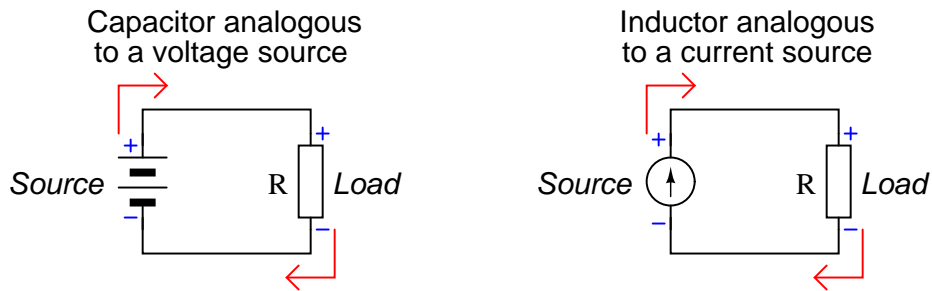 Capacitor analogous
to a voltage source
Inductor analogous
to a current source
+
+
Source
R
Load
−
−
+
+
Source
R
Load
−
−